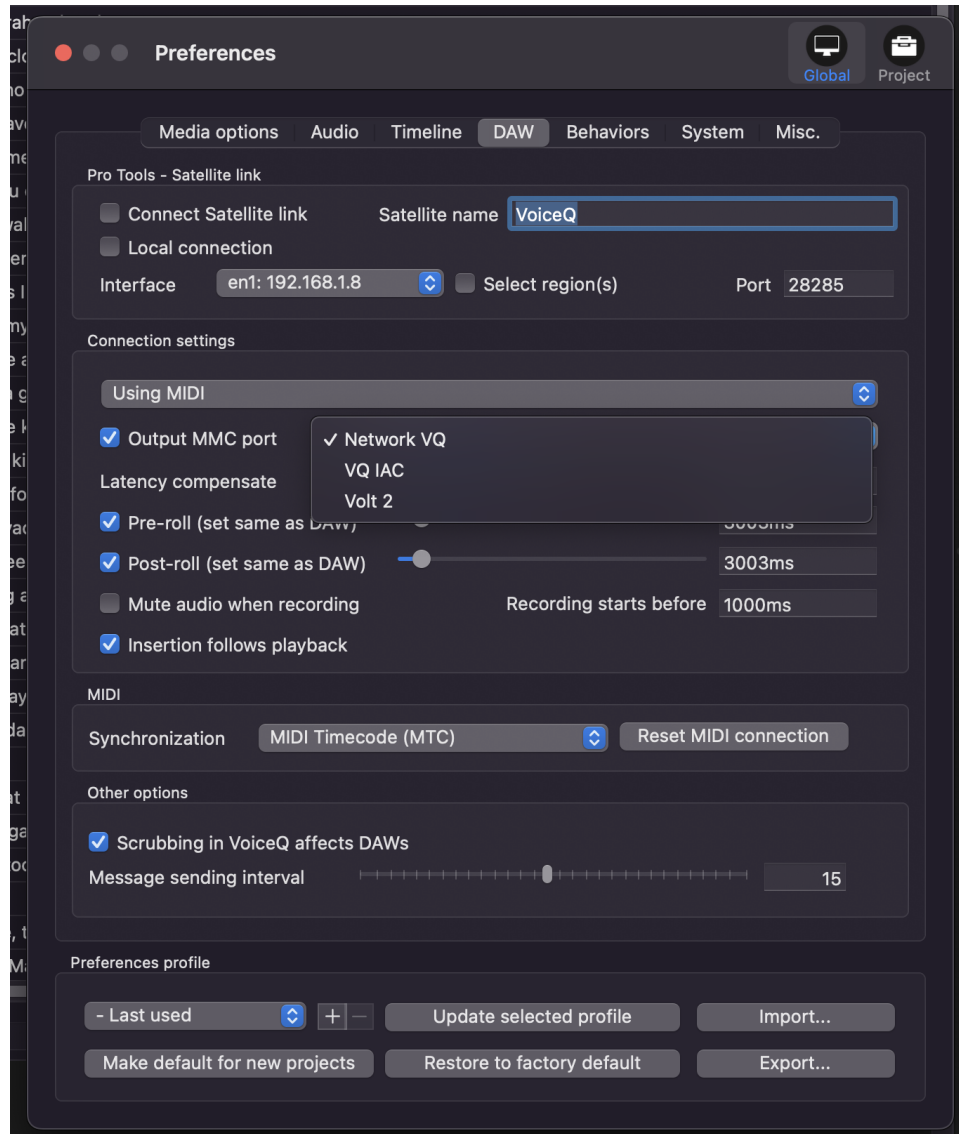 Preferences
Global
Project
Media options Audio Timeline DAW Behaviors System Misc.
Pro Tools - Satellite link
Connect Satellite link Satellite name VoiceQ
Local connection
Interface en1: 192.168.1.8 Select region(s) Port 28285
Connection settings
Using MIDI
Output MMC port ✓ Network VQ
VQ IAC
Latency compensate
Volt 2
Pre-roll (set same as DAW) 3003ms
Post-roll (set same as DAW) 3003ms
Mute audio when recording Recording starts before 1000ms
Insertion follows playback
MIDI
Synchronization MIDI Timecode (MTC) Reset MIDI connection
Other options
Scrubbing in VoiceQ affects DAWs
Message sending interval 15
Preferences profile
- Last used + − Update selected profile Import...
Make default for new projects Restore to factory default Export...